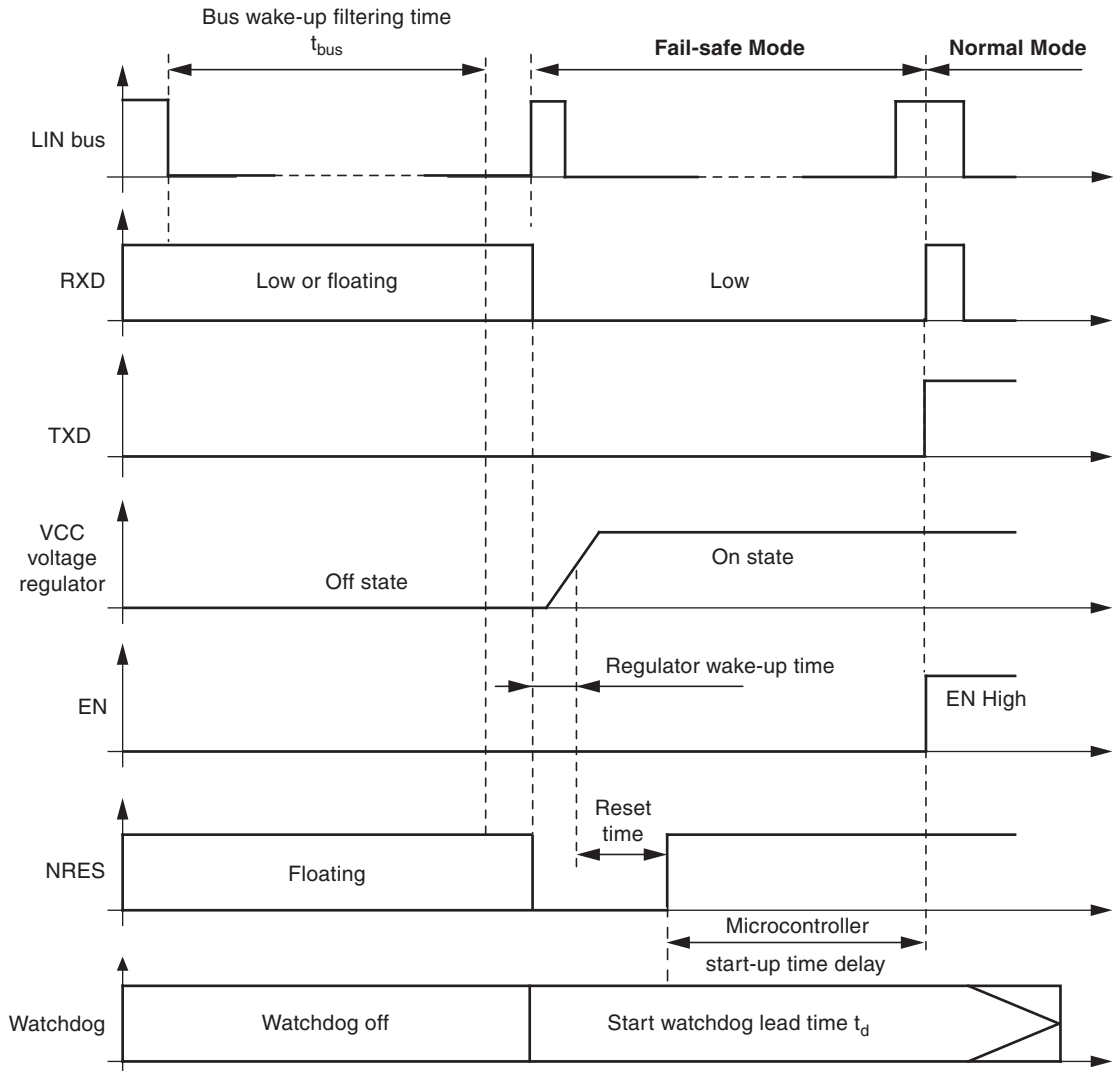 Bus wake-up filtering time
t_bus
Fail-safe Mode
Normal Mode
LIN bus
RXD
Low or floating
Low
TXD
VCC
voltage
regulator
Off state
On state
Regulator wake-up time
EN
EN High
Reset
time
NRES
Floating
Microcontroller
start-up time delay
Watchdog
Watchdog off
Start watchdog lead time t_d